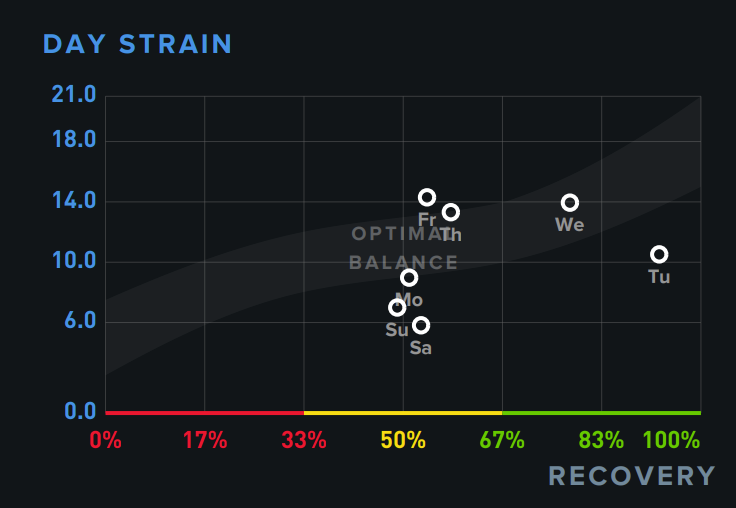 DAY STRAIN
21.0
18.0
14.0
Fr
Th
We
OPTIMAL
10.0
BALANCE
Tu
Mo
6.0
Su
Sa
0.0
0% 17% 33% 50% 67% 83% 100%
RECOVERY